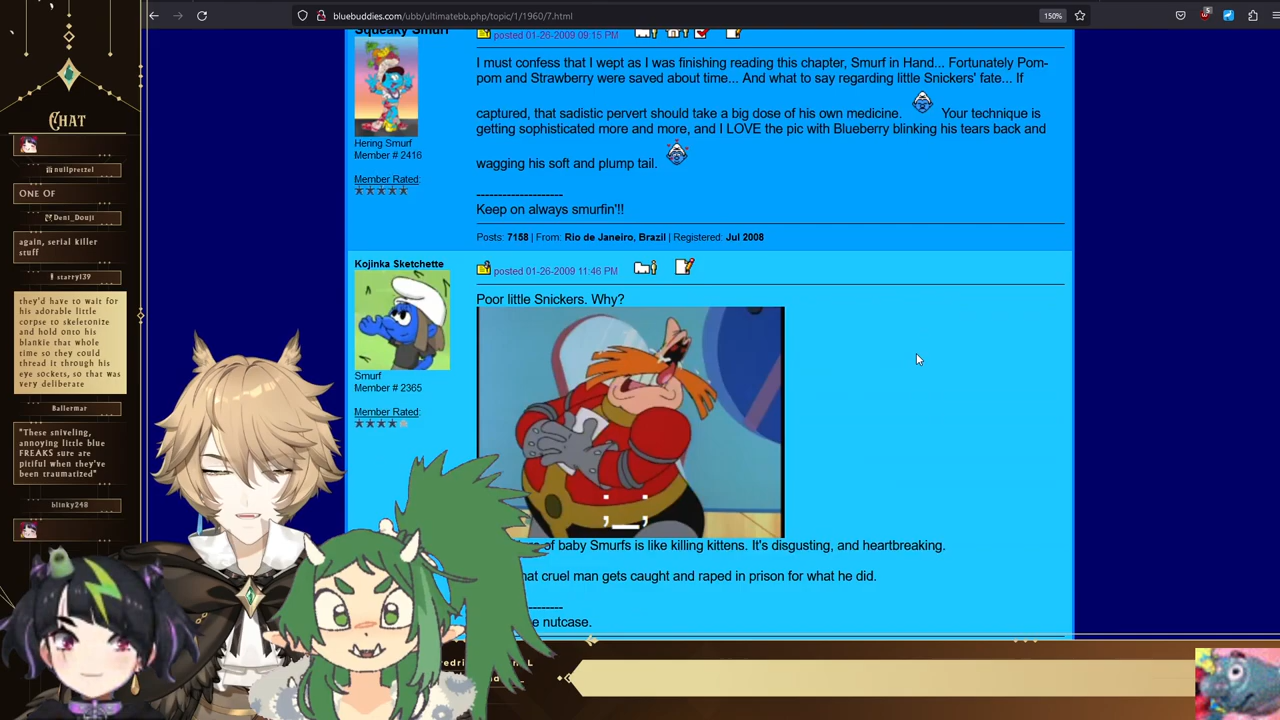 bluebuddies.com/ubb/ultimatebb.php/topic/1/1960/7.html
150%
5
CHAT
nullpretzel
ONE OF
Deni_Douji
again, serial killer
stuff
starry139
they'd have to wait for
his adorable little
corpse to skeletonize
and hold onto his
blankie that whole
time so they could
thread it through his
eye sockets, so that was
very deliberate
Ballermar
"These sniveling,
annoying little blue
FREAKS sure are
pitiful when they've
been traumatized"
blinky248
Squeaky Smurf
Hering Smurf
Member # 2416
Member Rated:
posted 01-26-2009 09:15 PM
I must confess that I wept as I was finishing reading this chapter, Smurf in Hand... Fortunately Pom-
pom and Strawberry were saved about time... And what to say regarding little Snickers' fate... If
captured, that sadistic pervert should take a big dose of his own medicine. Your technique is
getting sophisticated more and more, and I LOVE the pic with Blueberry blinking his tears back and
wagging his soft and plump tail.
--------------------
Keep on always smurfin'!!
Posts: 7158 | From: Rio de Janeiro, Brazil | Registered: Jul 2008
Kojinka Sketchette
Smurf
Member # 2365
Member Rated:
posted 01-26-2009 11:46 PM
Poor little Snickers. Why?
;__;
of baby Smurfs is like killing kittens. It's disgusting, and heartbreaking.
hat cruel man gets caught and raped in prison for what he did.
--------
e nutcase.